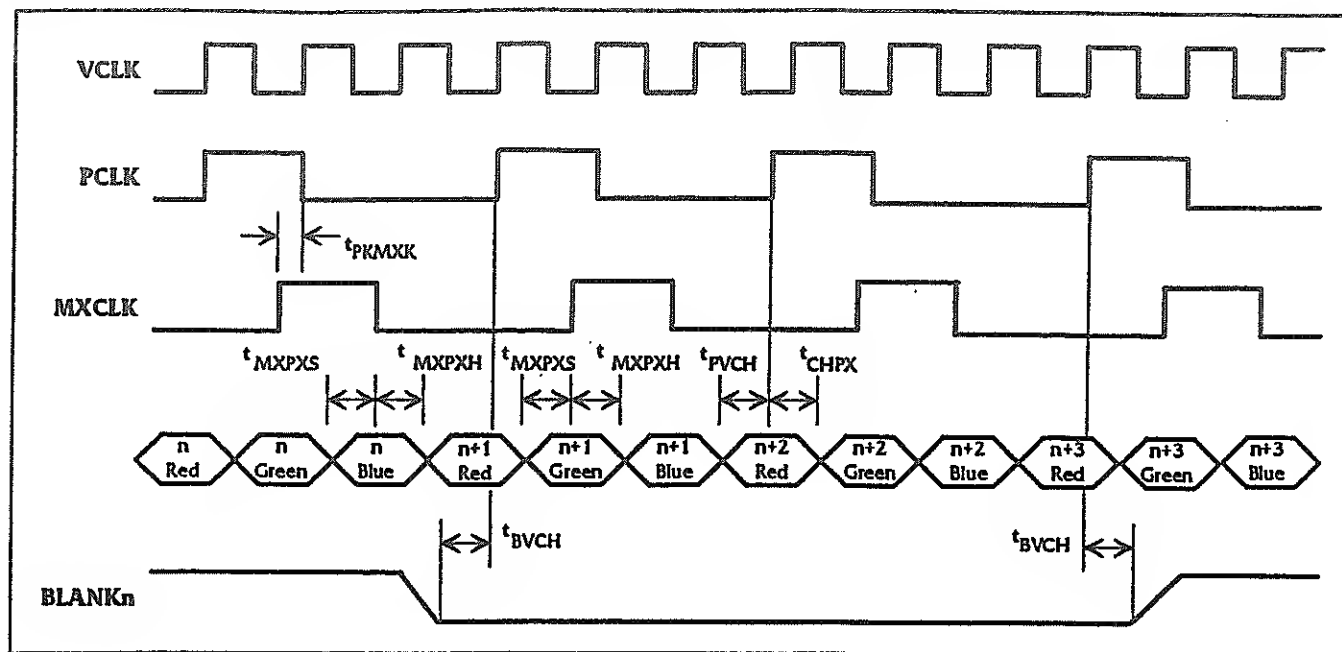 VCLK
PCLK
tPKMXK
MXCLK
tMXPXS tMXPXH tMXPXS tMXPXH tPVCH tCHPX
n n n n+1 n+1 n+1 n+2 n+2 n+2 n+3 n+3 n+3
Red Green Blue Red Green Blue Red Green Blue Red Green Blue
tBVCH tBVCH
BLANKn